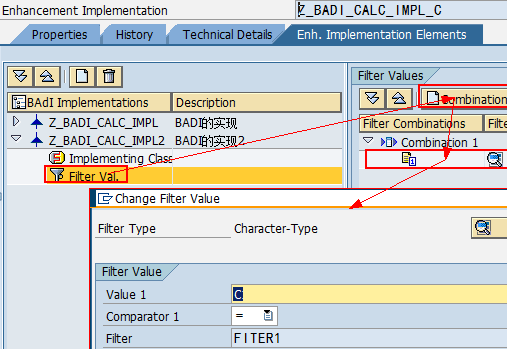 Enhancement Implementation Z_BADI_CALC_IMPL_C
Properties History Technical Details Enh. Implementation Elements
Filter Values
Combination
BAdI Implementations Description
Filter Combinations Filte
Z_BADI_CALC_IMPL BADI的实现
Z_BADI_CALC_IMPL2 BADI的实现2
Combination 1
Implementing Class
Filter Val.
Change Filter Value
Filter Type Character-Type
Filter Value
Value 1 C
Comparator 1 =
Filter FITER1